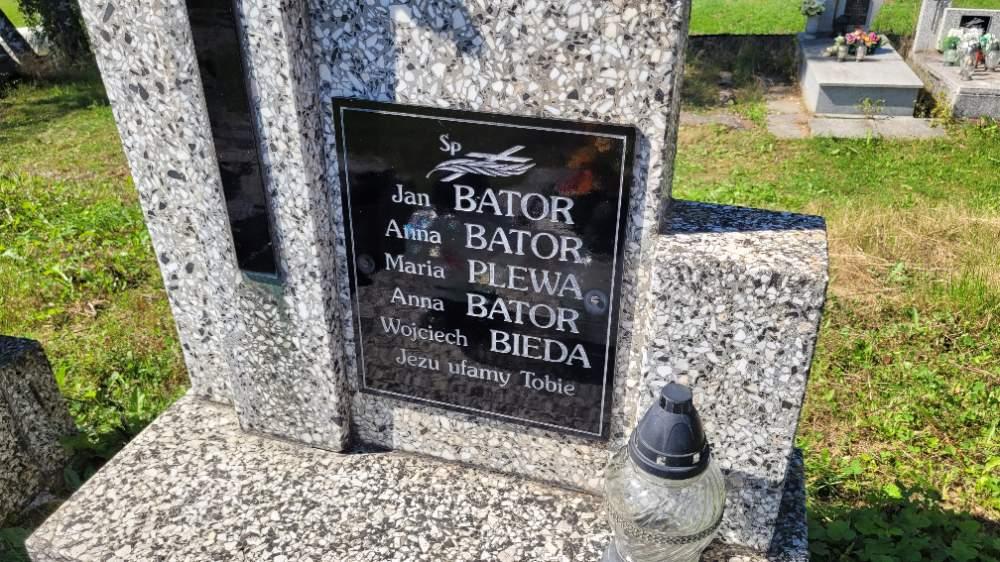 Sp
Jan BATOR
Anna BATOR
Maria PLEWA
Anna BATOR
Wojciech BIEDA
Jezu ufamy Tobie